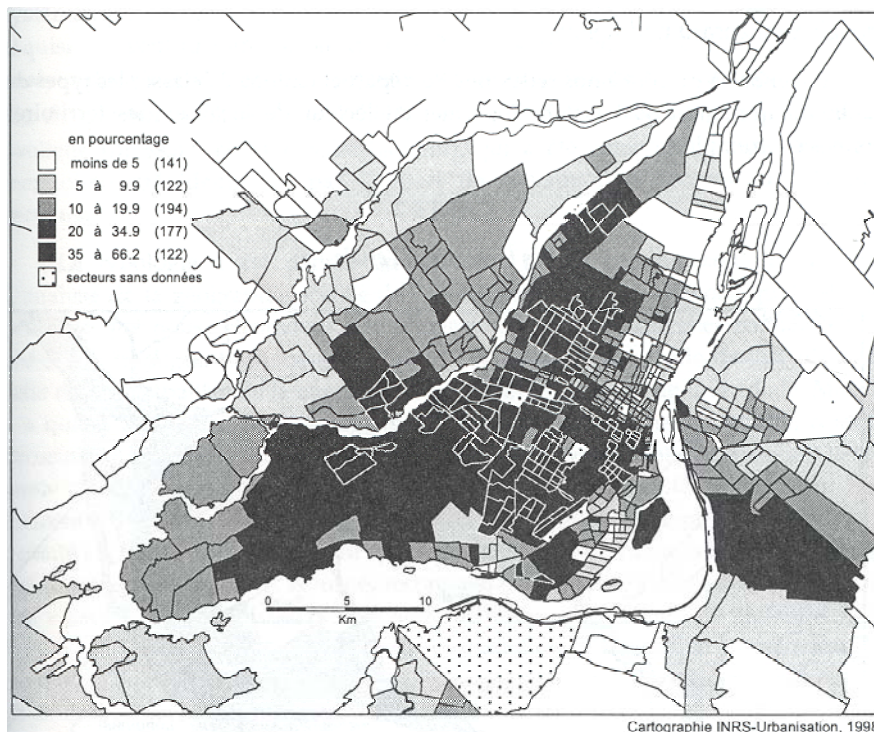 en pourcentage
moins de 5 (141)
5 à 9.9 (122)
10 à 19.9 (194)
20 à 34.9 (177)
35 à 66.2 (122)
secteurs sans données
0 5 10
Km
Cartographie INRS-Urbanisation, 1998